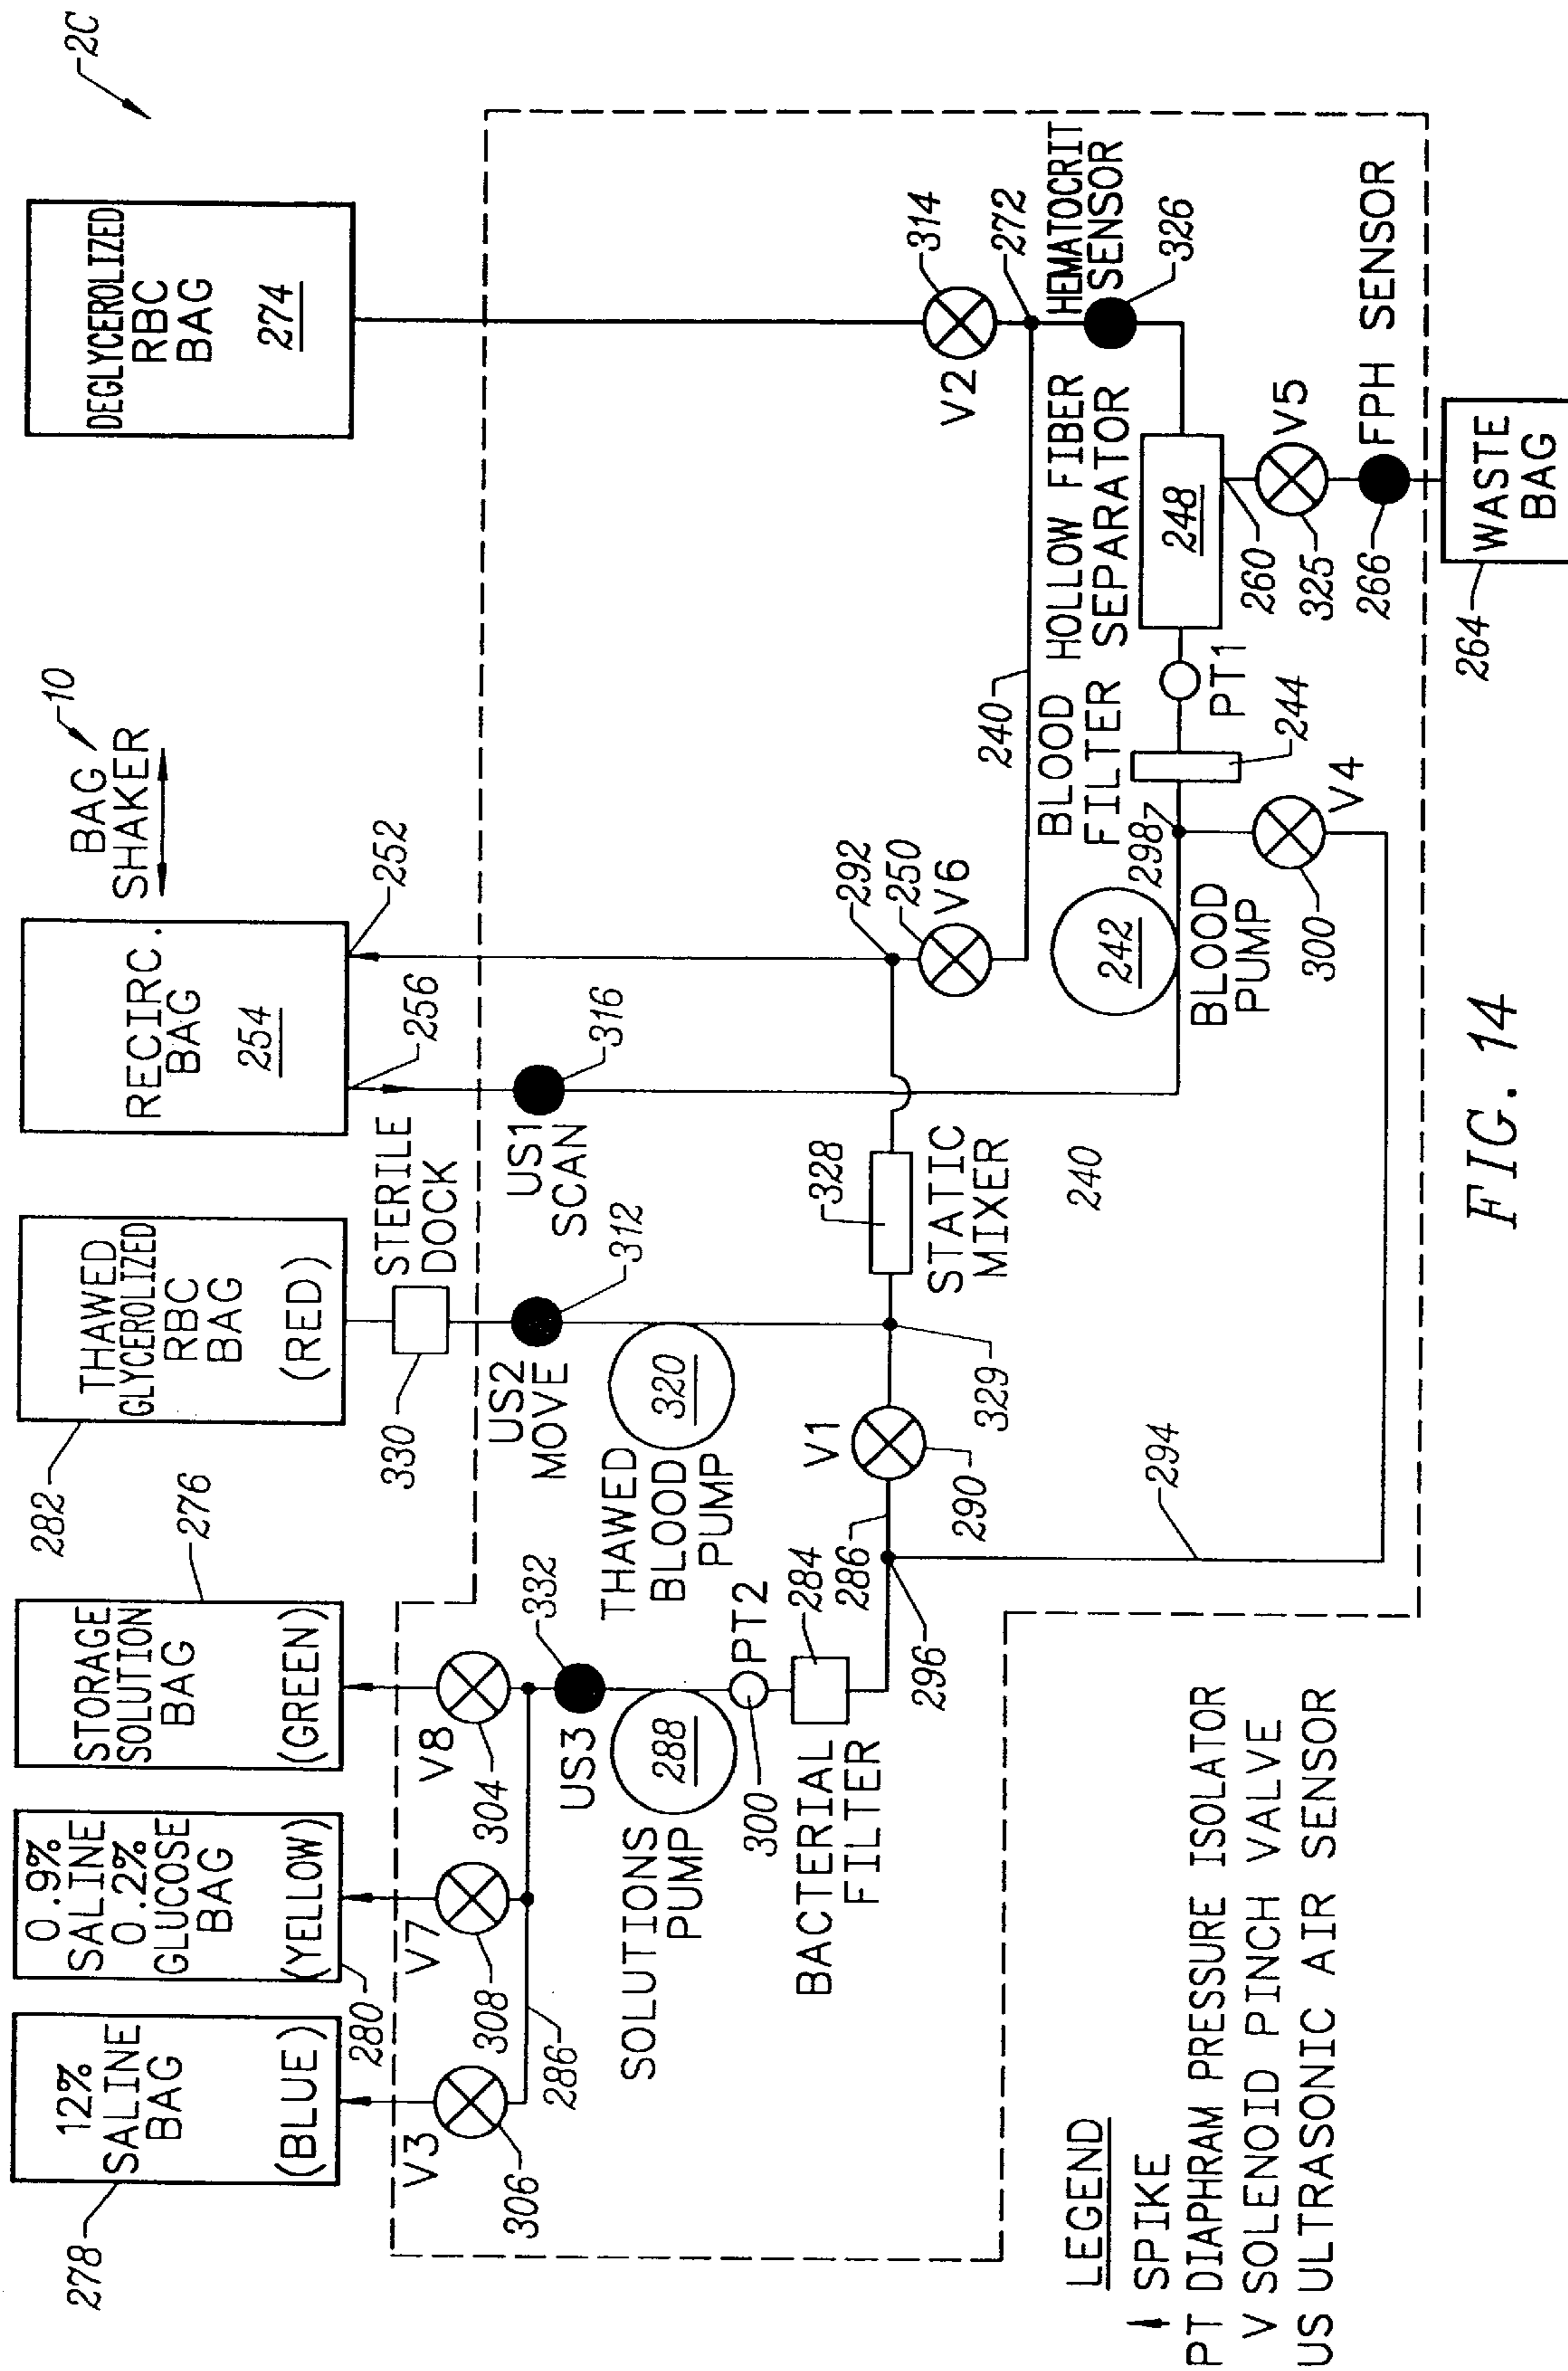 2C
278
12%
SALINE
BAG
(BLUE)
0.9%
SALINE
0.2%
GLUCOSE
BAG
(YELLOW)
280
STORAGE
SOLUTION
BAG
(GREEN)
276
282
THAWED
GLYCEROLIZED
RBC
BAG
(RED)
330
STERILE
DOCK
RECIRC.
BAG
254
256
252
BAG
SHAKER
10
DEGLYCEROLIZED
RBC
BAG
274
V3
306
V7
308
286
V8
304
US3
332
SOLUTIONS
PUMP
288
PT2
300
BACTERIAL
FILTER
284
286
296
US2
MOVE
312
THAWED
BLOOD
PUMP
320
V1
290
329
294
US1
SCAN
316
328
STATIC
MIXER
240
292
250
V6
240
242
BLOOD
PUMP
298
BLOOD
FILTER
244
PT1
V4
300
HOLLOW FIBER
SEPARATOR
248
260
V5
325
FPH SENSOR
266
WASTE
BAG
264
V2
314
272
HEMATOCRIT
SENSOR
326
LEGEND
SPIKE
PT DIAPHRAM PRESSURE ISOLATOR
V SOLENOID PINCH VALVE
US ULTRASONIC AIR SENSOR
FIG. 14